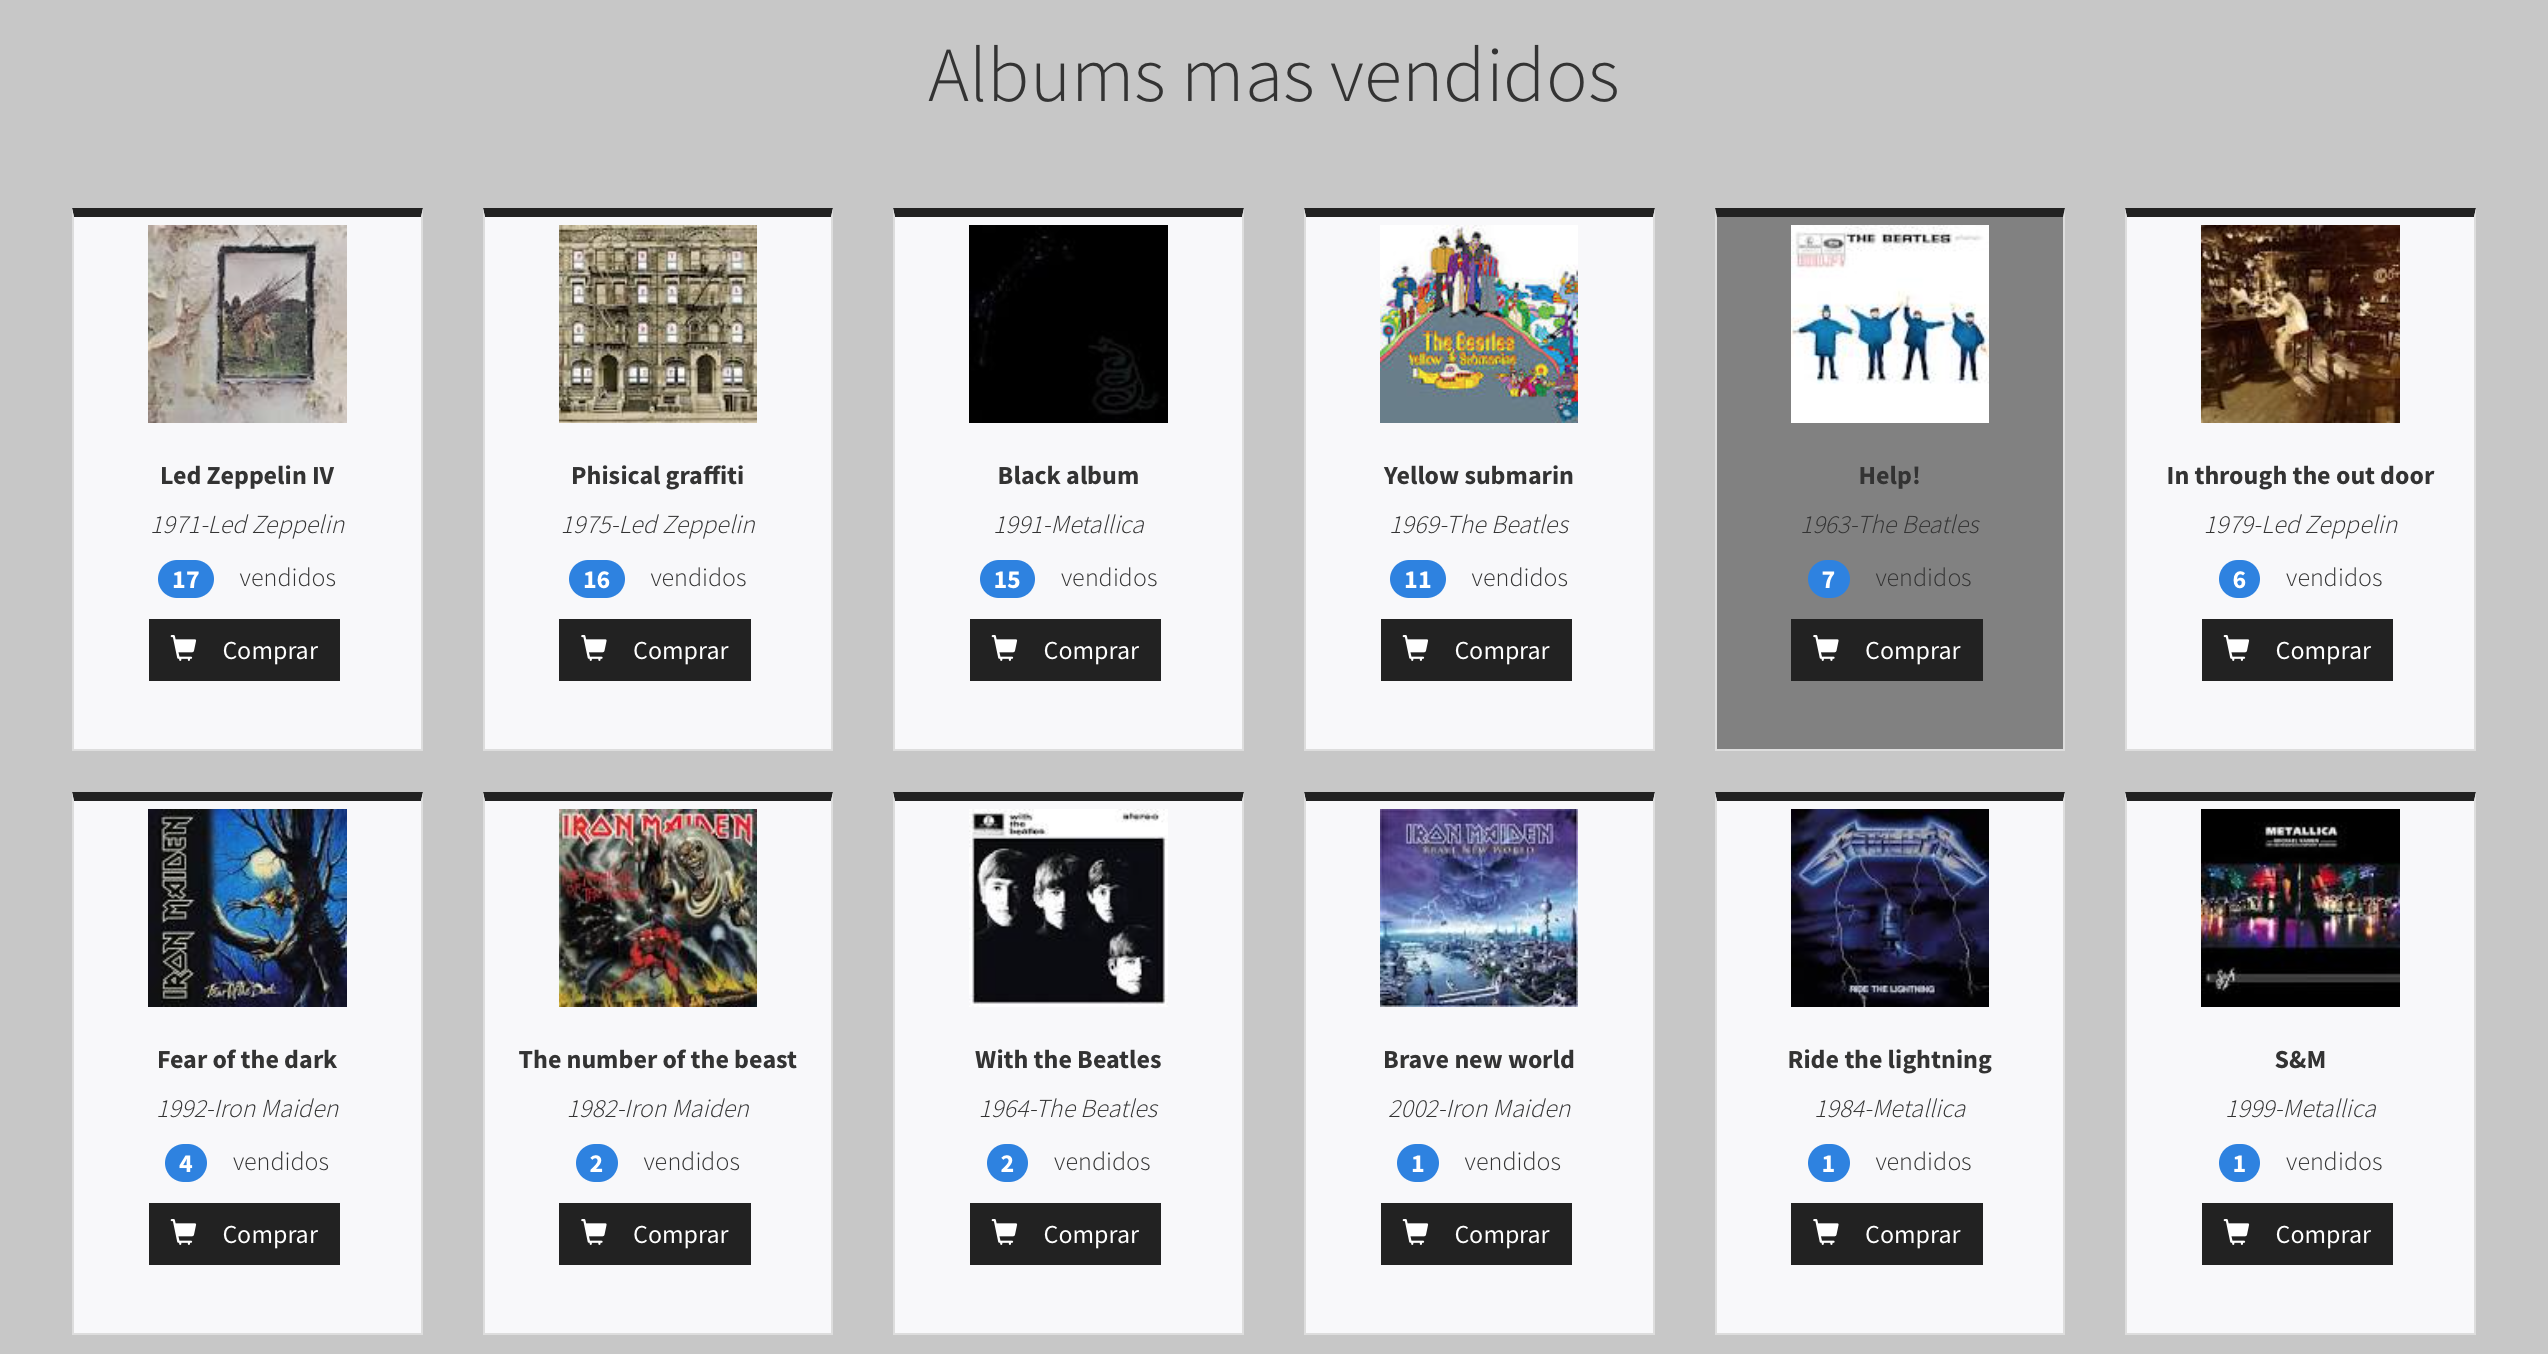 Albums mas vendidos
THE BEATLES
The Beatles
Yellow Submarine
Led Zeppelin IV
Phisical graffiti
Black album
Yellow submarin
Help!
In through the out door
1971-Led Zeppelin
1975-Led Zeppelin
1991-Metallica
1969-The Beatles
1963-The Beatles
1979-Led Zeppelin
17 vendidos
16 vendidos
15 vendidos
11 vendidos
7 vendidos
6 vendidos
Comprar
Comprar
Comprar
Comprar
Comprar
Comprar
IRON MAIDEN
Fear Of The Dark
IRON MAIDEN
with
the
beatles
stereo
IRON MAIDEN
BRAVE NEW WORLD
METALLICA
RIDE THE LIGHTNING
METALLICA
S&M
Fear of the dark
The number of the beast
With the Beatles
Brave new world
Ride the lightning
S&M
1992-Iron Maiden
1982-Iron Maiden
1964-The Beatles
2002-Iron Maiden
1984-Metallica
1999-Metallica
4 vendidos
2 vendidos
2 vendidos
1 vendidos
1 vendidos
1 vendidos
Comprar
Comprar
Comprar
Comprar
Comprar
Comprar